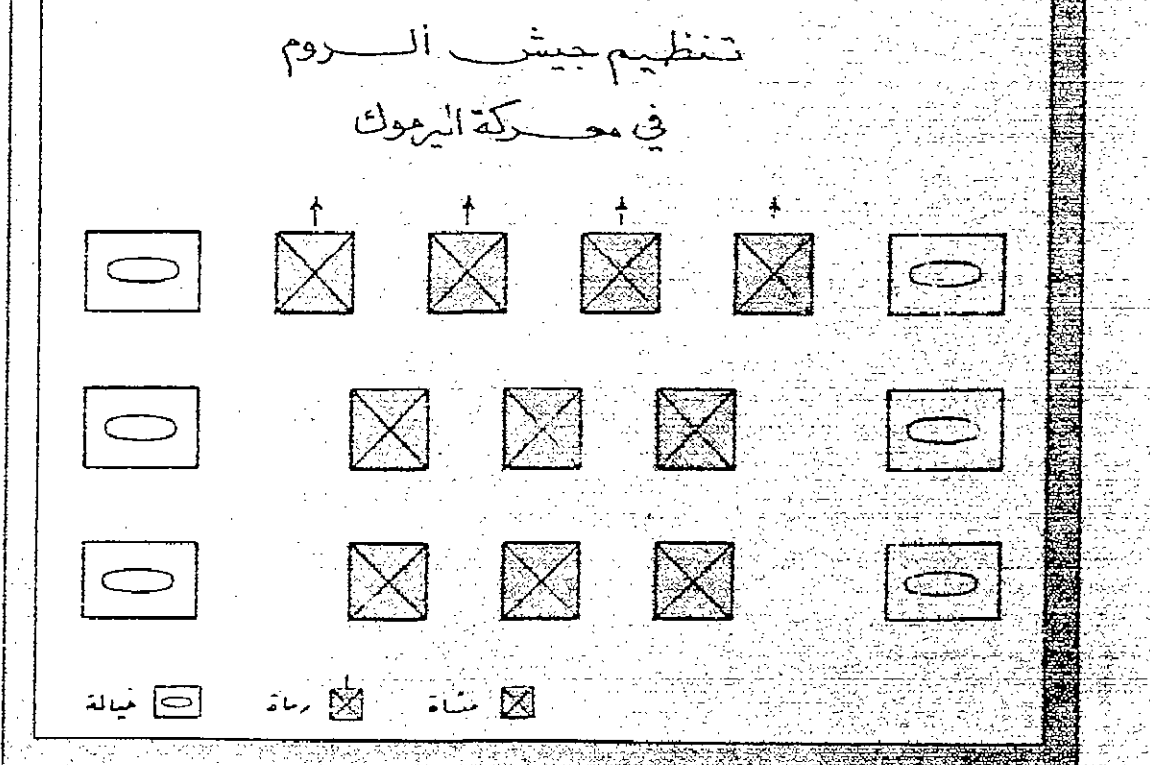 تنظيم جيش الروم
في معركة اليرموك
مشاة رماة خيالة